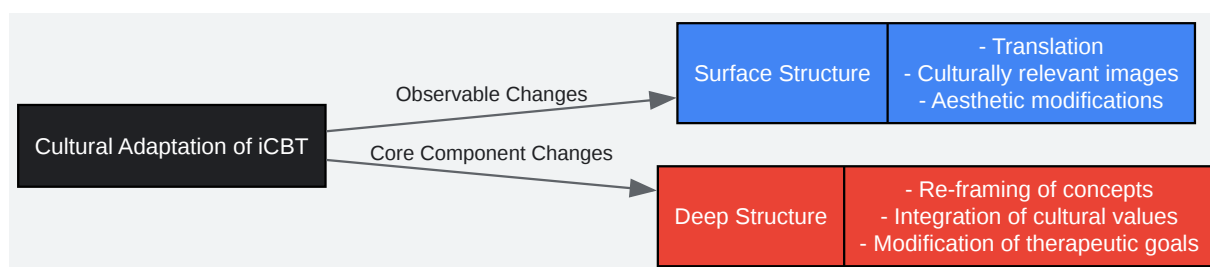 Cultural Adaptation of iCBT
Observable Changes
Core Component Changes
Surface Structure
- Translation
- Culturally relevant images
- Aesthetic modifications
Deep Structure
- Re-framing of concepts
- Integration of cultural values
- Modification of therapeutic goals